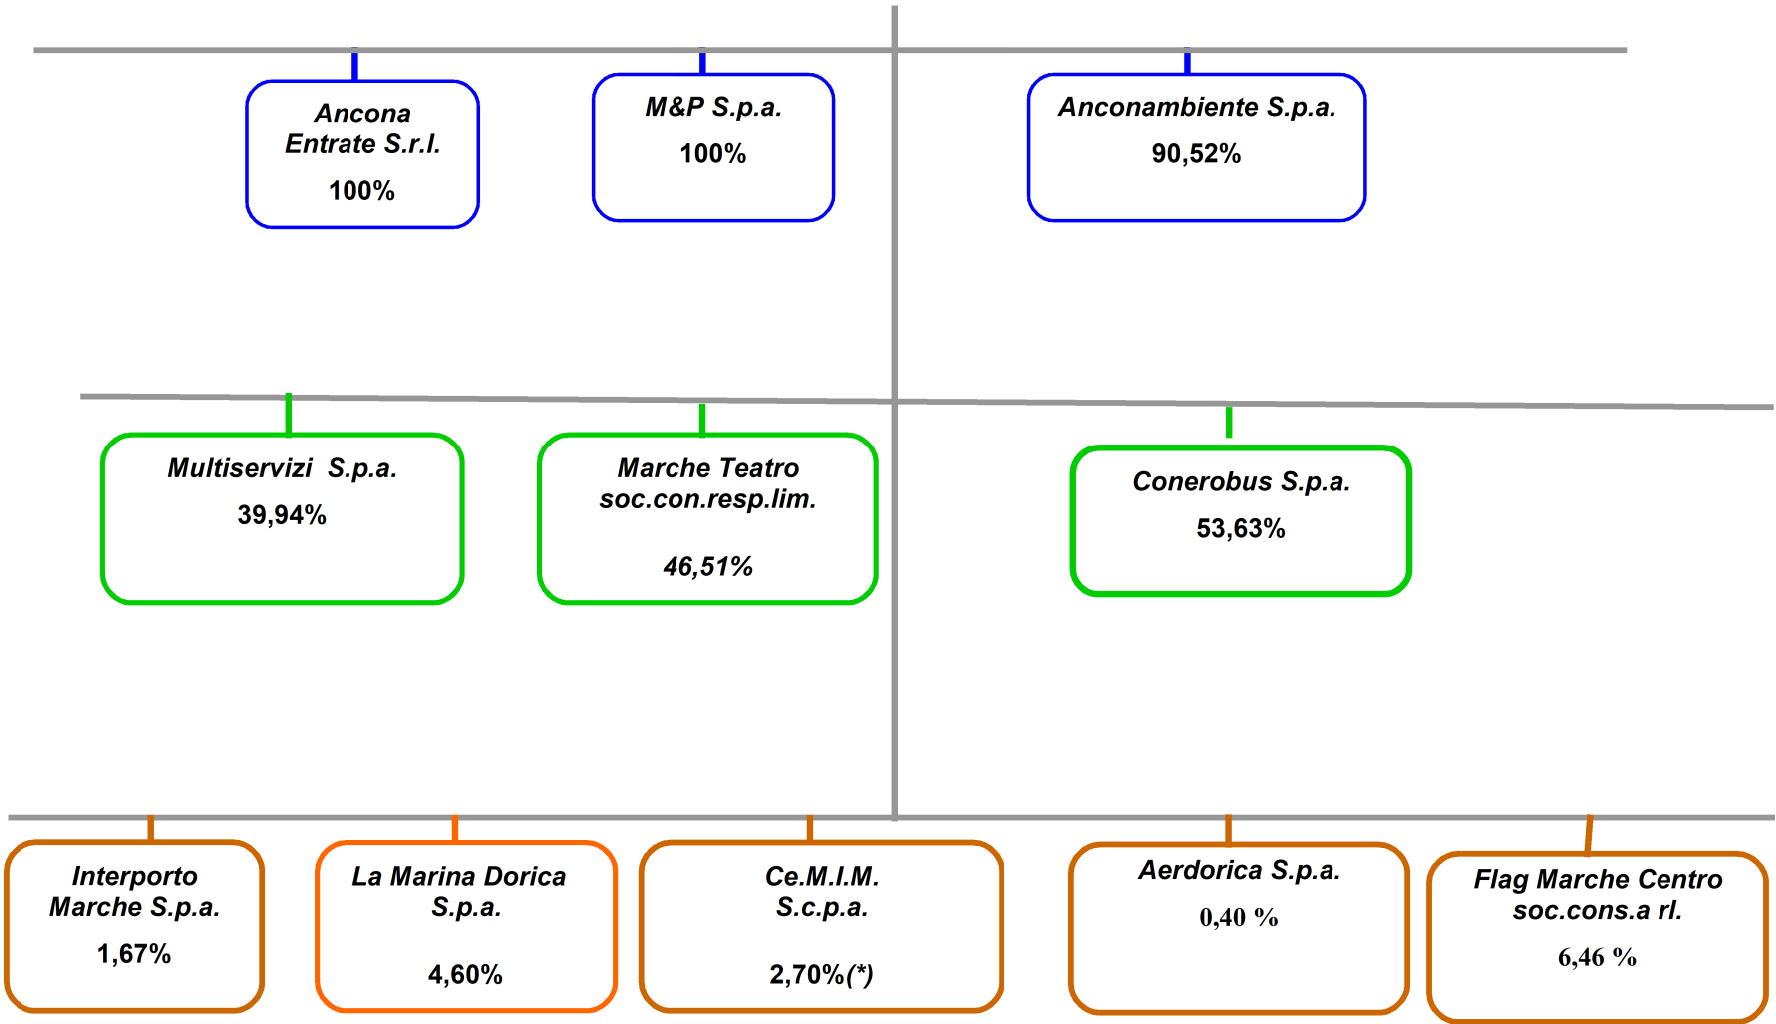 Ancona
Entrate S.r.l.
100%
M&P S.p.a.
100%
Anconambiente S.p.a.
90,52%
Multiservizi  S.p.a.
39,94%
Marche Teatro
soc.con.resp.lim.
46,51%
Conerobus S.p.a.
53,63%
Interporto
Marche S.p.a.
1,67%
La Marina Dorica
S.p.a.
4,60%
Ce.M.I.M.
S.c.p.a.
2,70%(*)
Aerdorica S.p.a.
0,40 %
Flag Marche Centro
soc.cons.a rl.
6,46 %